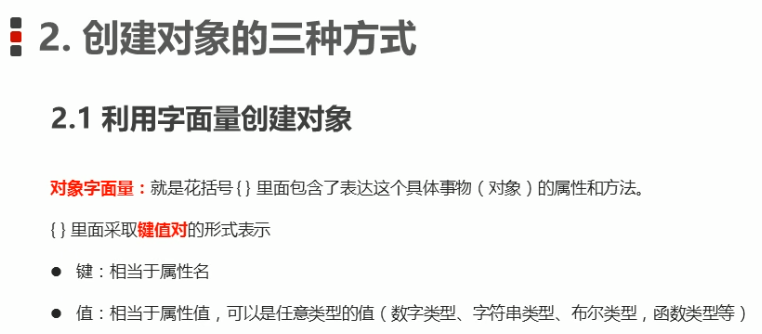 2. 创建对象的三种方式
2.1 利用字面量创建对象
对象字面量：就是花括号 { } 里面包含了表达这个具体事物（对象）的属性和方法。
{ } 里面采取键值对的形式表示
● 键：相当于属性名
● 值：相当于属性值，可以是任意类型的值（数字类型、字符串类型、布尔类型，函数类型等）